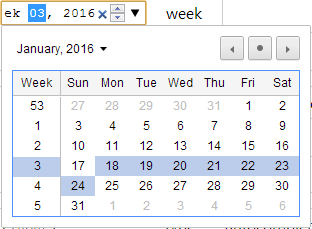 ek 03, 2016 week
January, 2016
Week Sun Mon Tue Wed Thu Fri Sat
53 27 28 29 30 31 1 2
1 3 4 5 6 7 8 9
2 10 11 12 13 14 15 16
3 17 18 19 20 21 22 23
4 24 25 26 27 28 29 30
5 31 1 2 3 4 5 6